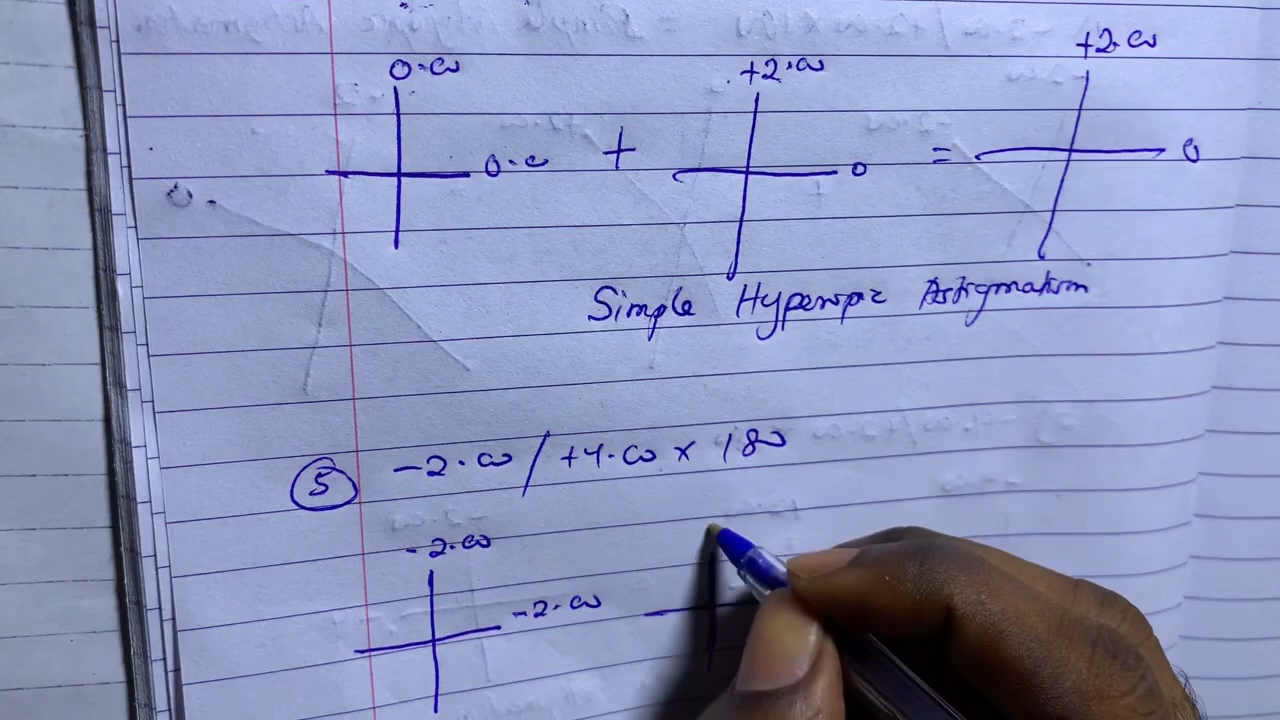 0.00 +2.00 +2.00
0.00 + 0 = 0
0.
Simple Hyperopic Astigmatism
5 -2.00 / +4.00 x 180
-2.00
-2.00